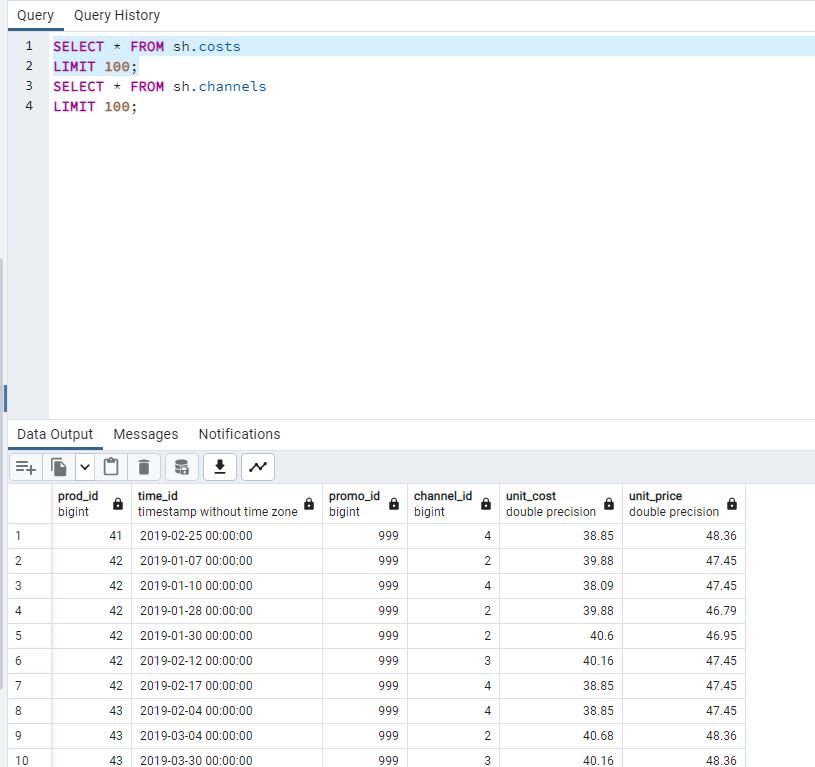 Query Query History
1 SELECT * FROM sh.costs
2 LIMIT 100;
3 SELECT * FROM sh.channels
4 LIMIT 100;
Data Output Messages Notifications
prod_id time_id promo_id channel_id unit_cost unit_price
bigint timestamp without time zone bigint bigint double precision double precision
1 41 2019-02-25 00:00:00 999 4 38.85 48.36
2 42 2019-01-07 00:00:00 999 2 39.88 47.45
3 42 2019-01-10 00:00:00 999 4 38.09 47.45
4 42 2019-01-28 00:00:00 999 2 39.88 46.79
5 42 2019-01-30 00:00:00 999 2 40.6 46.95
6 42 2019-02-12 00:00:00 999 3 40.16 47.45
7 42 2019-02-17 00:00:00 999 4 38.85 47.45
8 43 2019-02-04 00:00:00 999 4 38.85 47.45
9 43 2019-03-04 00:00:00 999 2 40.68 48.36
10 43 2019-03-30 00:00:00 999 3 40.16 48.36